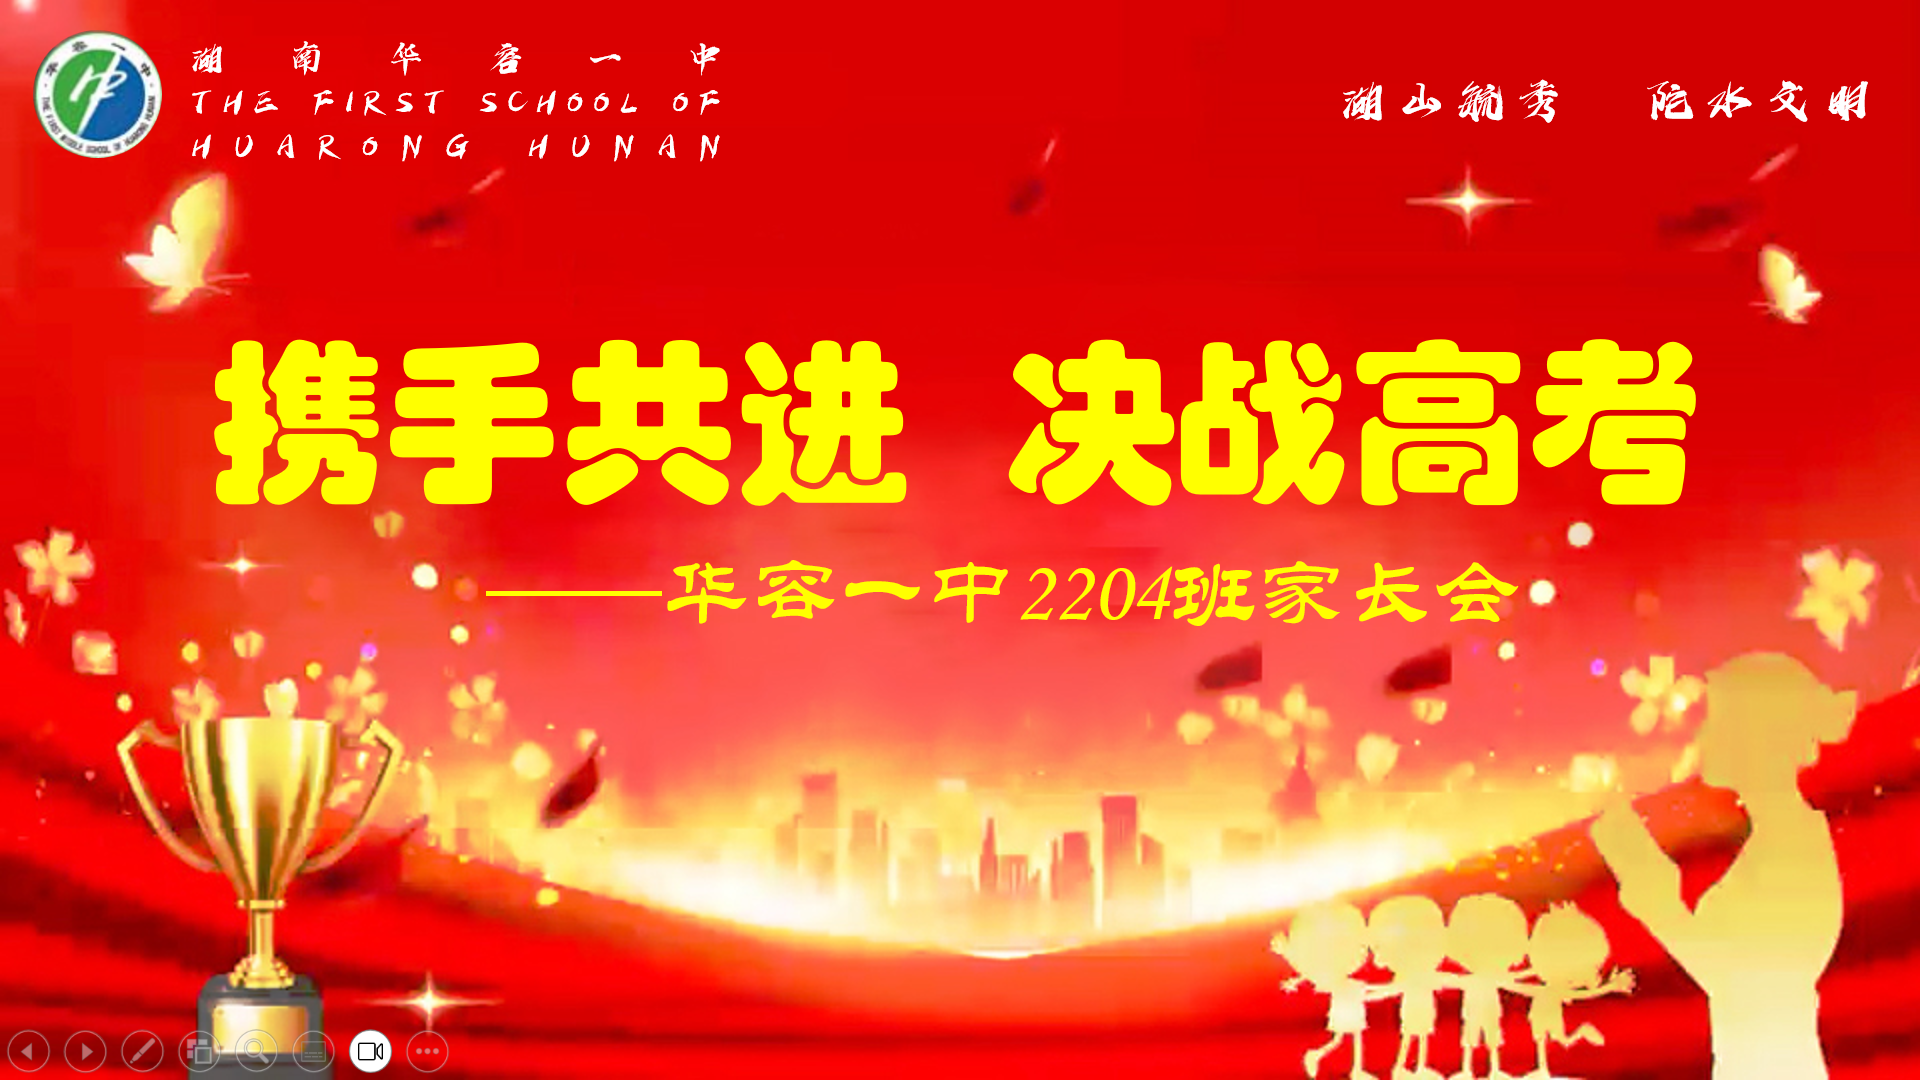 湖南华容一中
THE FIRST SCHOOL OF
HUARONG HUNAN
湖山毓秀 陀水文明
携手共进 决战高考
——华容一中2204班家长会